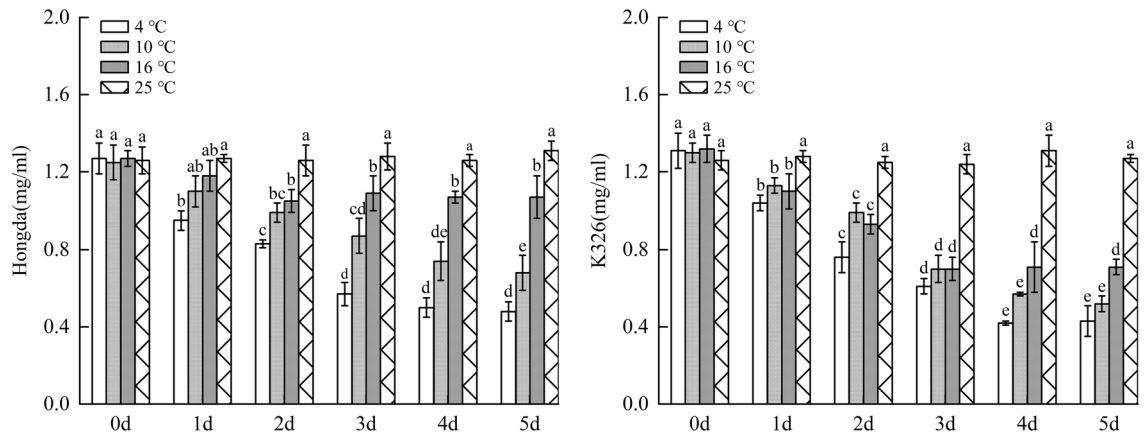 2.0
1.6
1.2
0.8
0.4
0.0
Hongda(mg/ml)
4 ℃
10 ℃
16 ℃
25 ℃
a a a a
b ab ab a
c bc b a
d cd b a
e de b a
d e b a
0d 1d 2d 3d 4d 5d
2.0
1.6
1.2
0.8
0.4
0.0
K326(mg/ml)
4 ℃
10 ℃
16 ℃
25 ℃
a a a a
b b b a
d c c a
d d d a
e e d a
e e d a
0d 1d 2d 3d 4d 5d